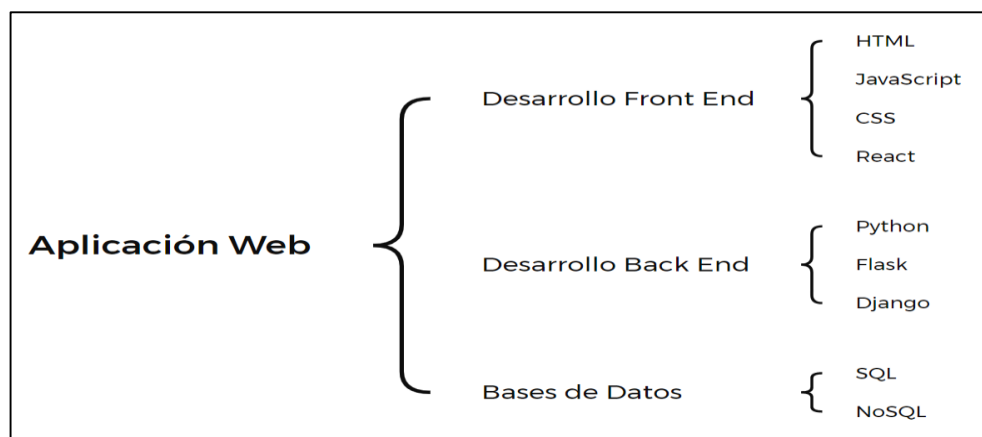 Aplicación Web
Desarrollo Front End
HTML
JavaScript
CSS
React
Desarrollo Back End
Python
Flask
Django
Bases de Datos
SQL
NoSQL